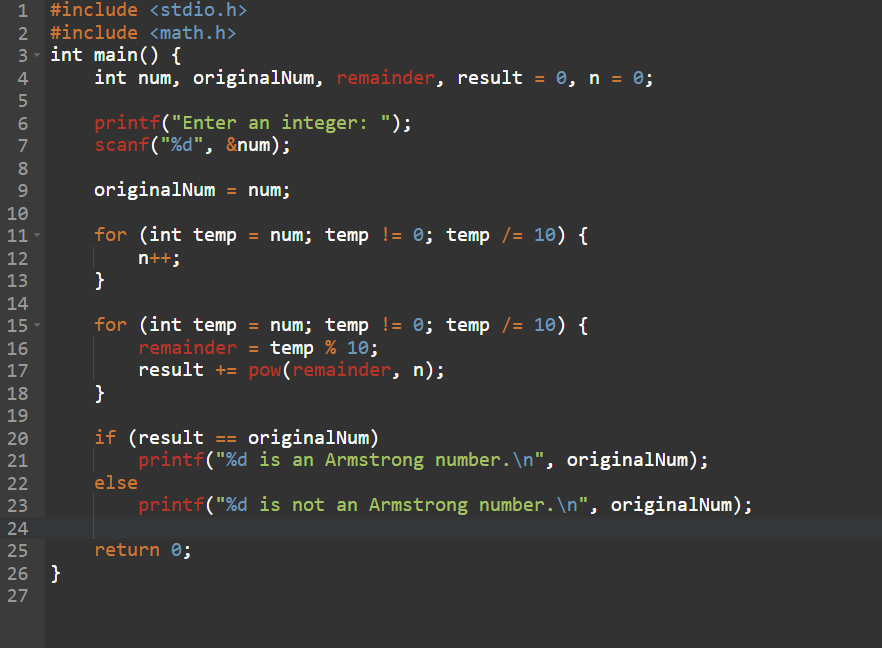 1 #include <stdio.h>
2 #include <math.h>
3 int main() {
4     int num, originalNum, remainder, result = 0, n = 0;
5
6     printf("Enter an integer: ");
7     scanf("%d", &num);
8
9     originalNum = num;
10
11     for (int temp = num; temp != 0; temp /= 10) {
12         n++;
13     }
14
15     for (int temp = num; temp != 0; temp /= 10) {
16         remainder = temp % 10;
17         result += pow(remainder, n);
18     }
19
20     if (result == originalNum)
21         printf("%d is an Armstrong number.\n", originalNum);
22     else
23         printf("%d is not an Armstrong number.\n", originalNum);
24
25     return 0;
26 }
27